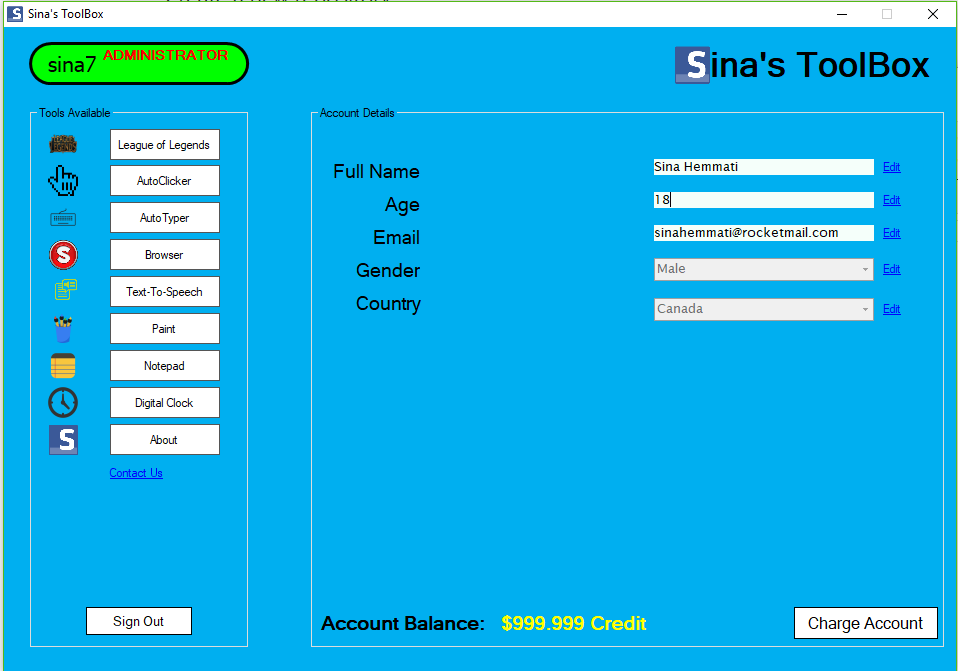 Sina's ToolBox
sina7 ADMINISTRATOR
Sina's ToolBox
Tools Available
League of Legends
AutoClicker
AutoTyper
S Browser
Text-To-Speech
Paint
Notepad
Digital Clock
S About
Contact Us
Sign Out
Account Details
Full Name Sina Hemmati Edit
Age 18 Edit
Email sinahemmati@rocketmail.com Edit
Gender Male Edit
Country Canada Edit
Account Balance: $999.999 Credit
Charge Account